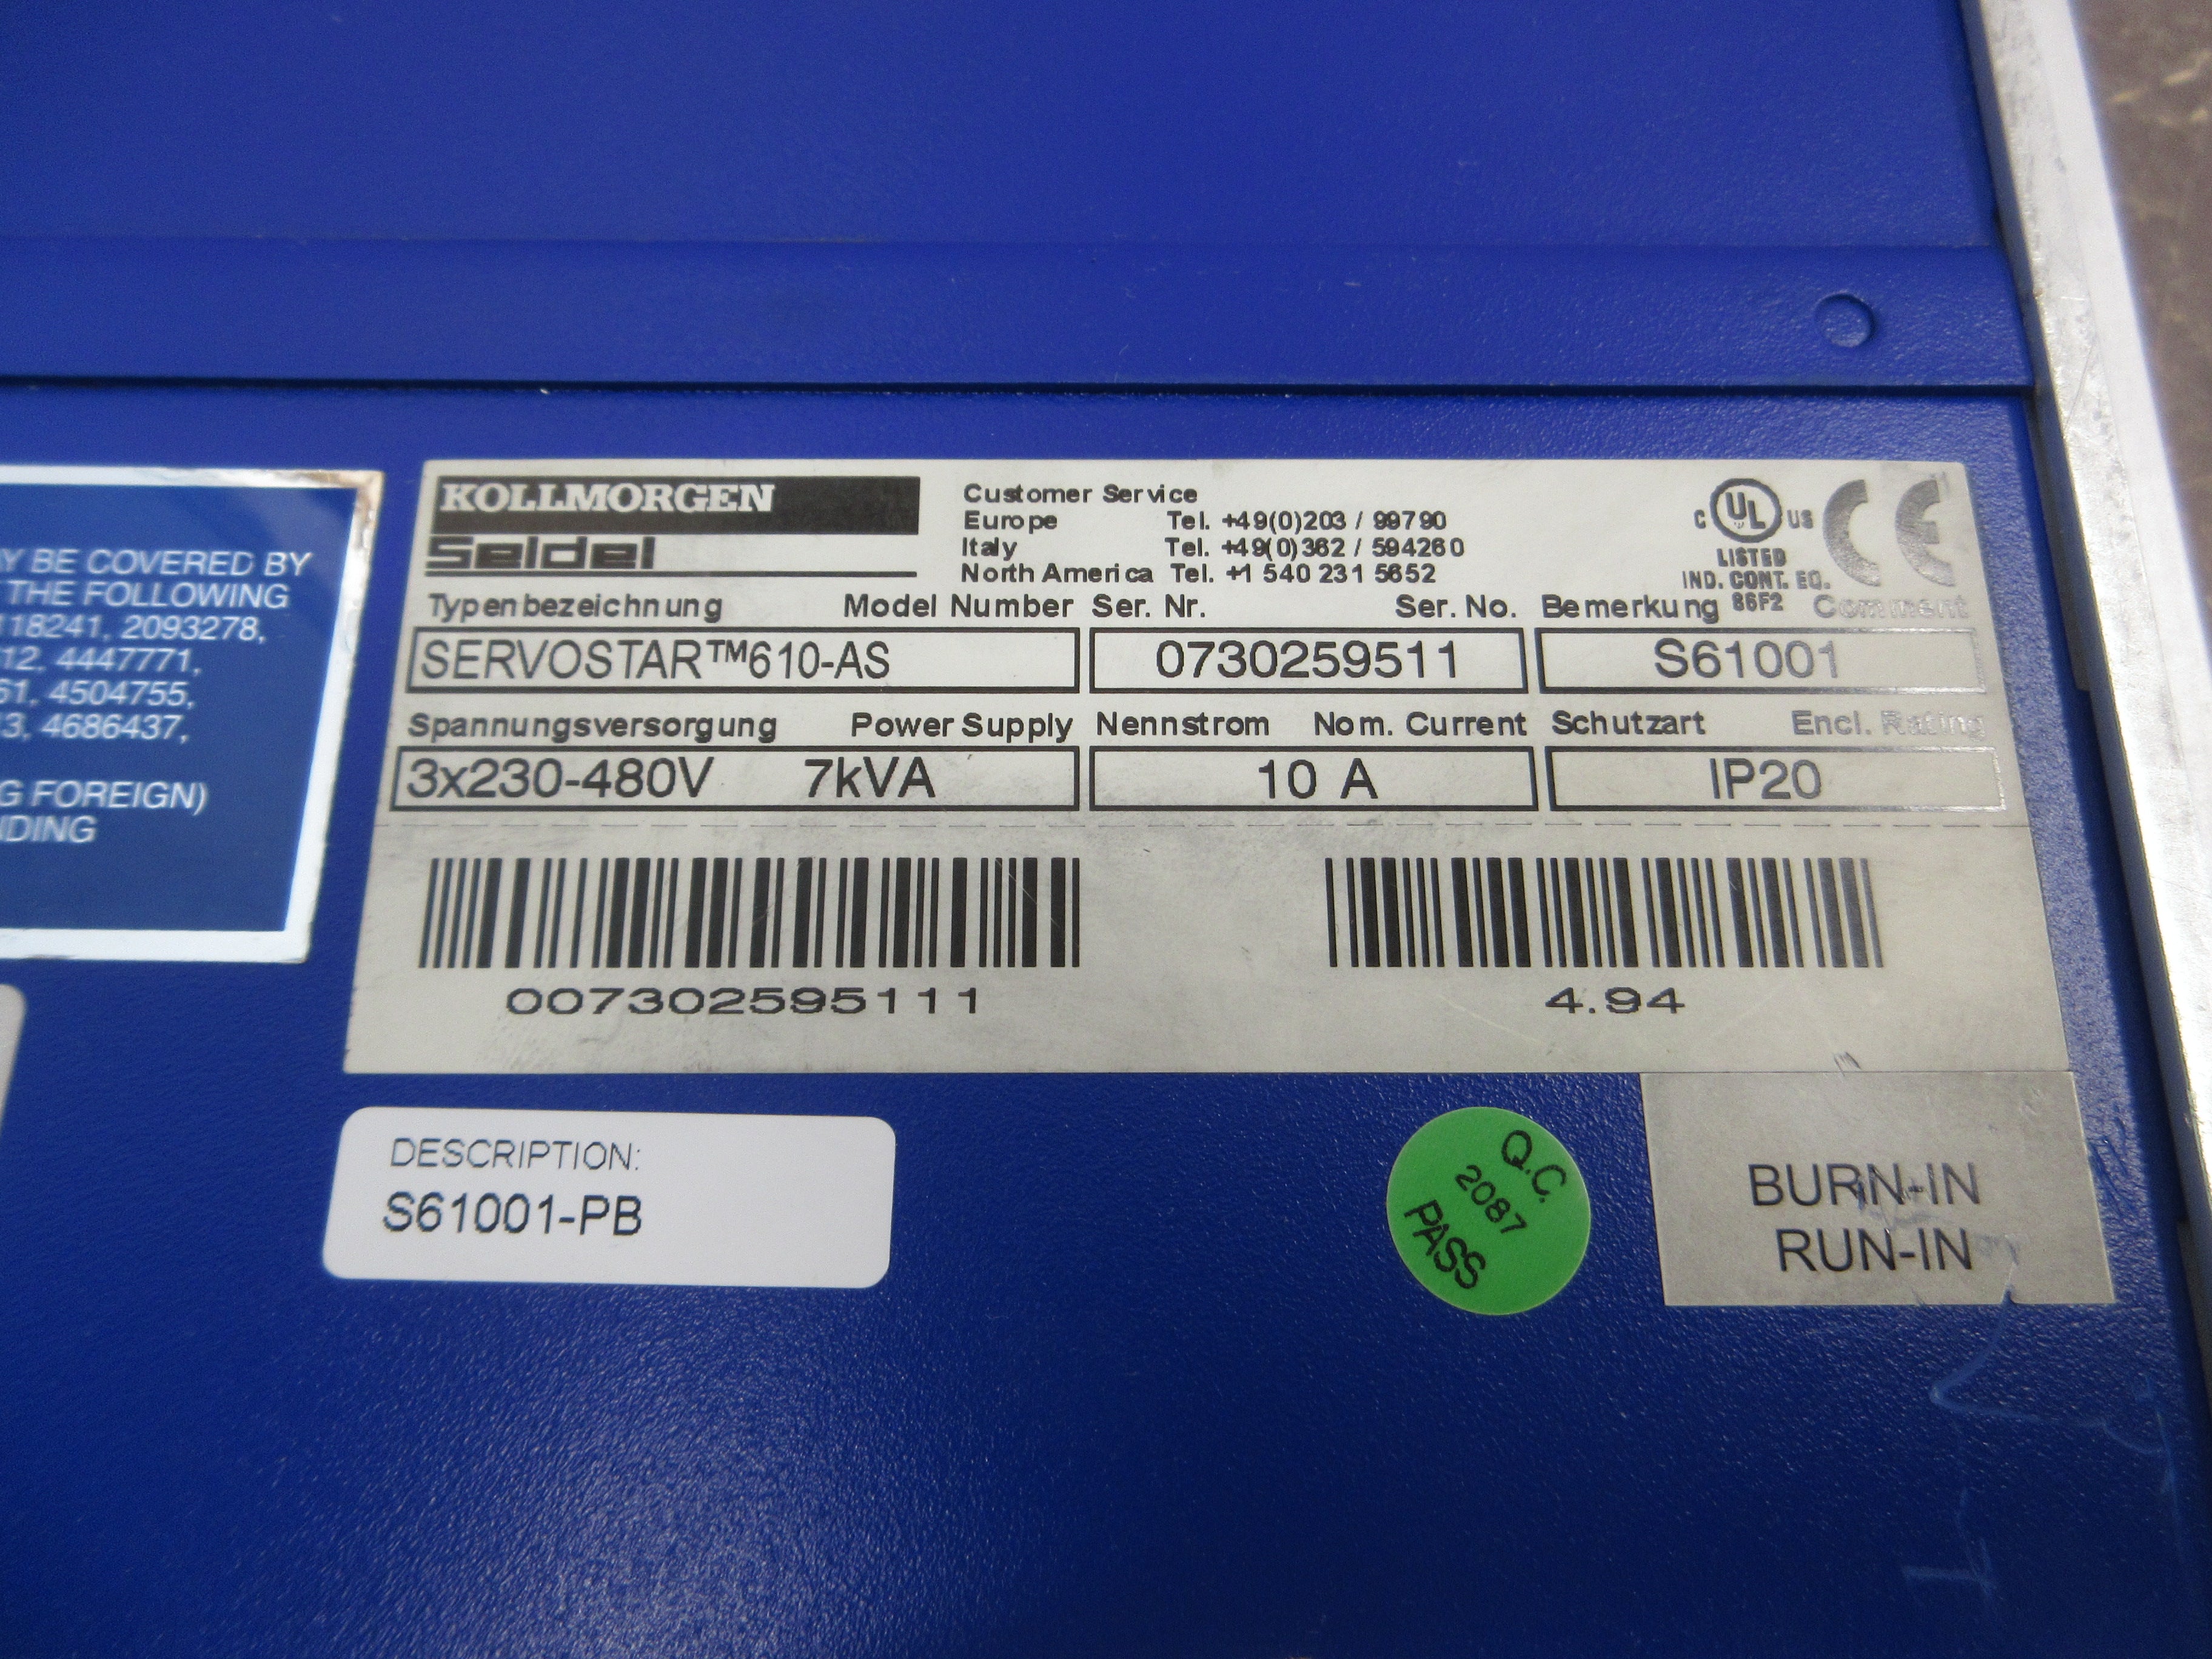 Y BE COVERED BY
THE FOLLOWING
118241, 2093278,
12, 4447771,
61, 4504755,
3, 4686437,
G FOREIGN)
DING
KOLLMORGEN
Seidel
Customer Service
Europe Tel. +49(0)203 / 99790
Italy Tel. +49(0)362 / 594260
North America Tel. +1 540 231 5652
C UL US
LISTED
IND. CONT. EQ.
86F2
CE
Typenbezeichnung Model Number Ser. Nr. Ser. No. Bemerkung Comment
SERVOSTAR™610-AS 0730259511 S61001
Spannungsversorgung Power Supply Nennstrom Nom. Current Schutzart Encl. Rating
3x230-480V 7kVA 10 A IP20
007302595111 4.94
DESCRIPTION:
S61001-PB
Q.C.
2087
PASS
BURN-IN
RUN-IN